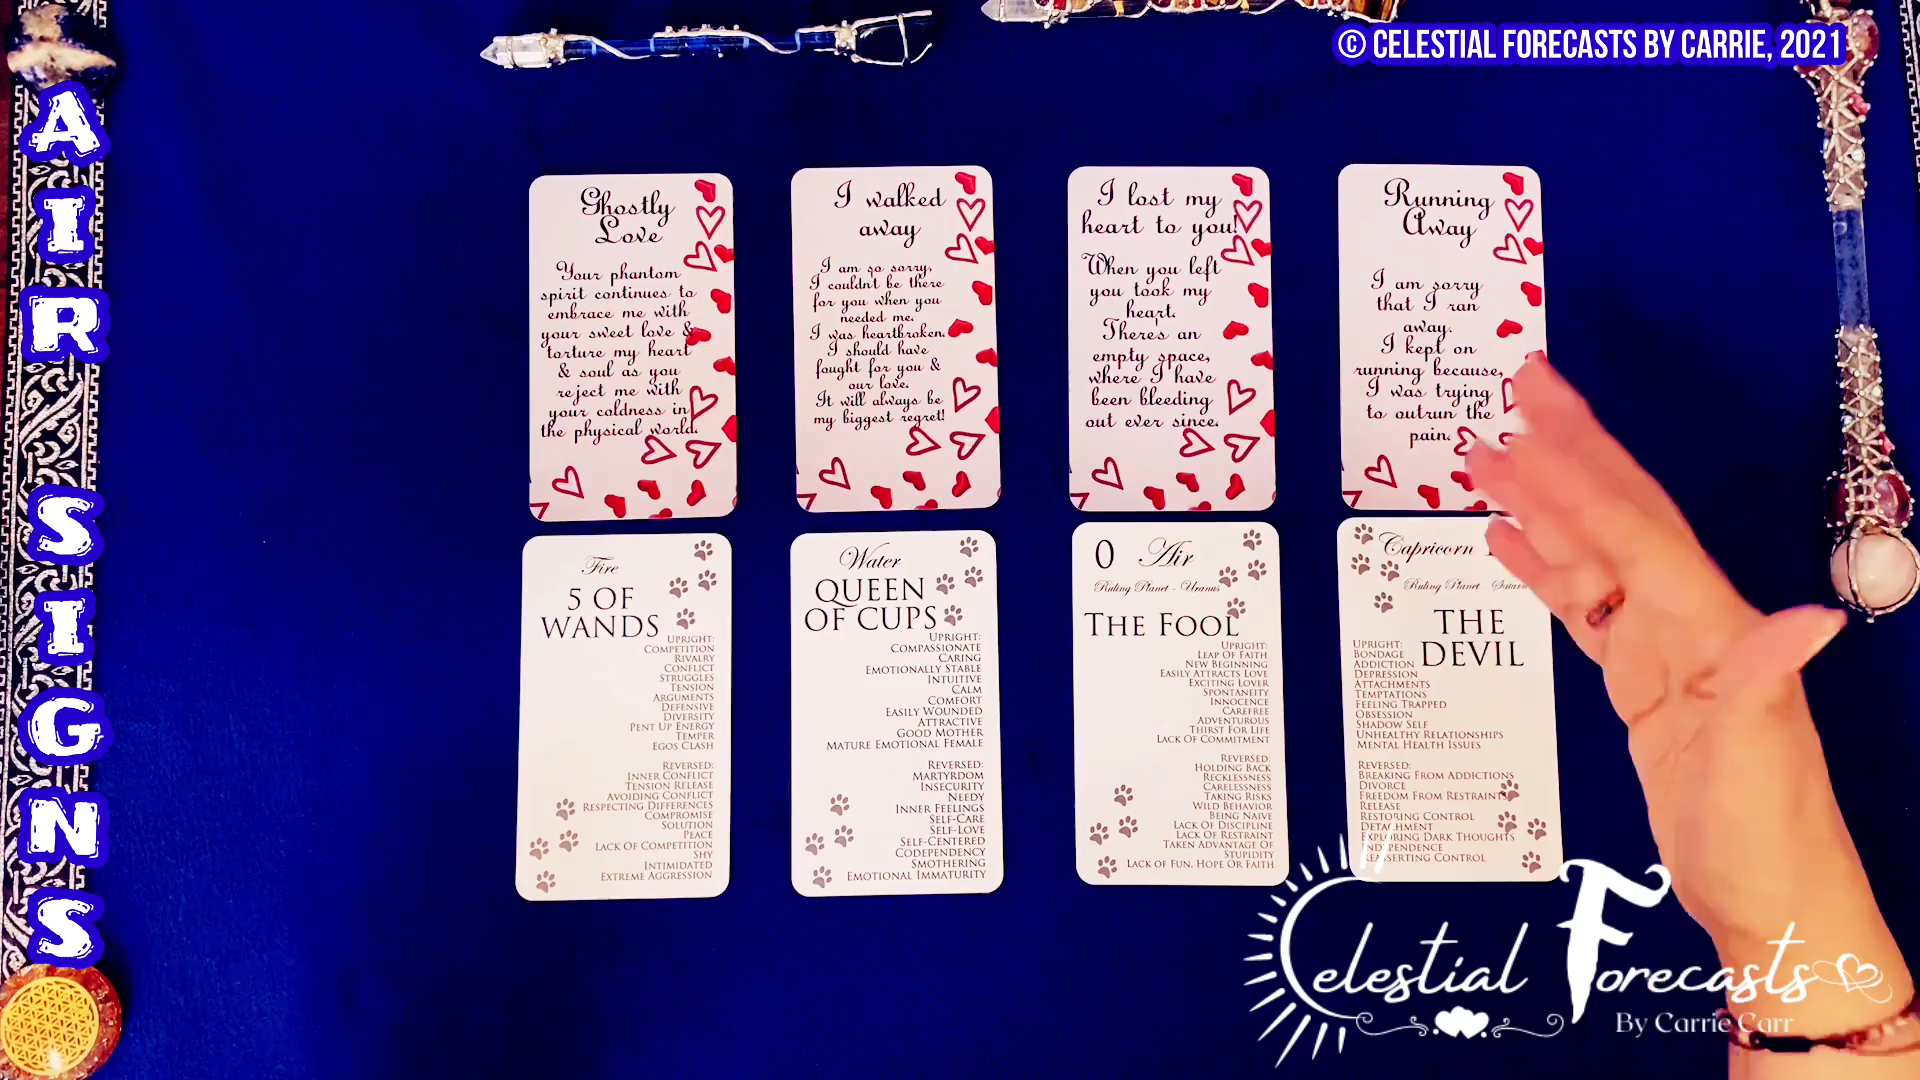 © CELESTIAL FORECASTS BY CARRIE, 2021
AIR SIGNS
Ghostly
Love
Your phantom
spirit continues to
embrace me with
your sweet love &
torture my heart
& soul as you
reject me with
your coldness in
the physical world.
I walked
away
I am so sorry,
I couldn't be there
for you when you
needed me.
I was heartbroken.
I should have
fought for you &
our love.
It will always be
my biggest regret!
I lost my
heart to you!
When you left
you took my
heart.
There's an
empty space,
where I have
been bleeding
out ever since.
Running
Away
I am sorry
that I ran
away.
I kept on
running because,
I was trying
to outrun the
pain.
Fire
5 OF
WANDS
UPRIGHT:
COMPETITION
RIVALRY
CONFLICT
STRUGGLES
TENSION
ARGUMENTS
DEFENSIVE
DIVERSITY
PENT UP ENERGY
TEMPER
EGOS CLASH
REVERSED:
INNER CONFLICT
TENSION RELEASE
AVOIDING CONFLICT
RESPECTING DIFFERENCES
COMPROMISE
SOLUTION
PEACE
LACK OF COMPETITION
SHY
INTIMIDATED
EXTREME AGGRESSION
Water
QUEEN
OF CUPS
UPRIGHT:
COMPASSIONATE
CARING
EMOTIONALLY STABLE
INTUITIVE
CALM
COMFORT
EASILY WOUNDED
ATTRACTIVE
GOOD MOTHER
MATURE EMOTIONAL FEMALE
REVERSED:
MARTYRDOM
INSECURITY
NEEDY
INNER FEELINGS
SELF-CARE
SELF-LOVE
SELF-CENTERED
CODEPENDENCY
SMOTHERING
EMOTIONAL IMMATURITY
0 Air
Ruling Planet - Uranus
THE FOOL
UPRIGHT:
LEAP OF FAITH
NEW BEGINNING
EASILY ATTRACTS LOVE
EXCITING LOVER
SPONTANEITY
INNOCENCE
CAREFREE
ADVENTUROUS
THIRST FOR LIFE
LACK OF COMMITMENT
REVERSED:
HOLDING BACK
RECKLESSNESS
CARELESSNESS
TAKING RISKS
WILD BEHAVIOR
BEING NAIVE
LACK OF DISCIPLINE
LACK OF RESTRAINT
TAKEN ADVANTAGE OF
STUPIDITY
LACK OF FUN, HOPE OR FAITH
Capricorn
Ruling Planet - Saturn
THE
DEVIL
UPRIGHT:
BONDAGE
ADDICTION
DEPRESSION
ATTACHMENTS
TEMPTATIONS
FEELING TRAPPED
OBSESSION
SHADOW SELF
UNHEALTHY RELATIONSHIPS
MENTAL HEALTH ISSUES
REVERSED:
BREAKING FROM ADDICTIONS
DIVORCE
FREEDOM FROM RESTRAINTS
RELEASE
RESTORING CONTROL
DETACHMENT
EXPLORING DARK THOUGHTS
INDEPENDENCE
REASSERTING CONTROL
Celestial Forecasts
By Carrie Carr